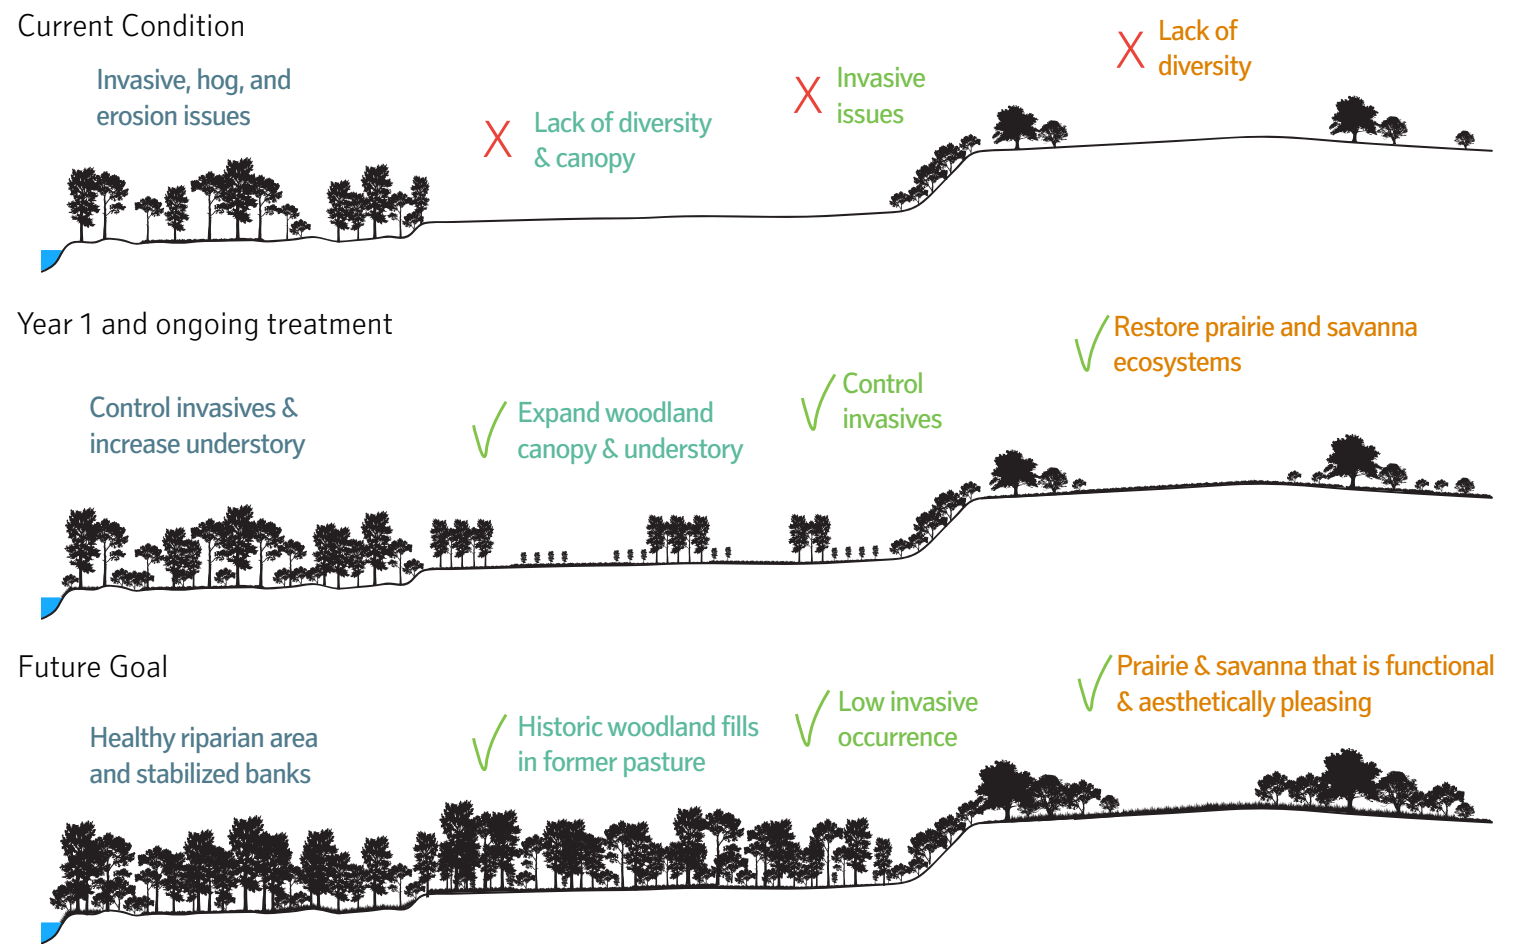 Current Condition
Invasive, hog, and
erosion issues
Lack of diversity
& canopy
Invasive
issues
Lack of
diversity
Year 1 and ongoing treatment
Control invasives &
increase understory
Expand woodland
canopy & understory
Control
invasives
Restore prairie and savanna
ecosystems
Future Goal
Healthy riparian area
and stabilized banks
Historic woodland fills
in former pasture
Low invasive
occurrence
Prairie & savanna that is functional
& aesthetically pleasing